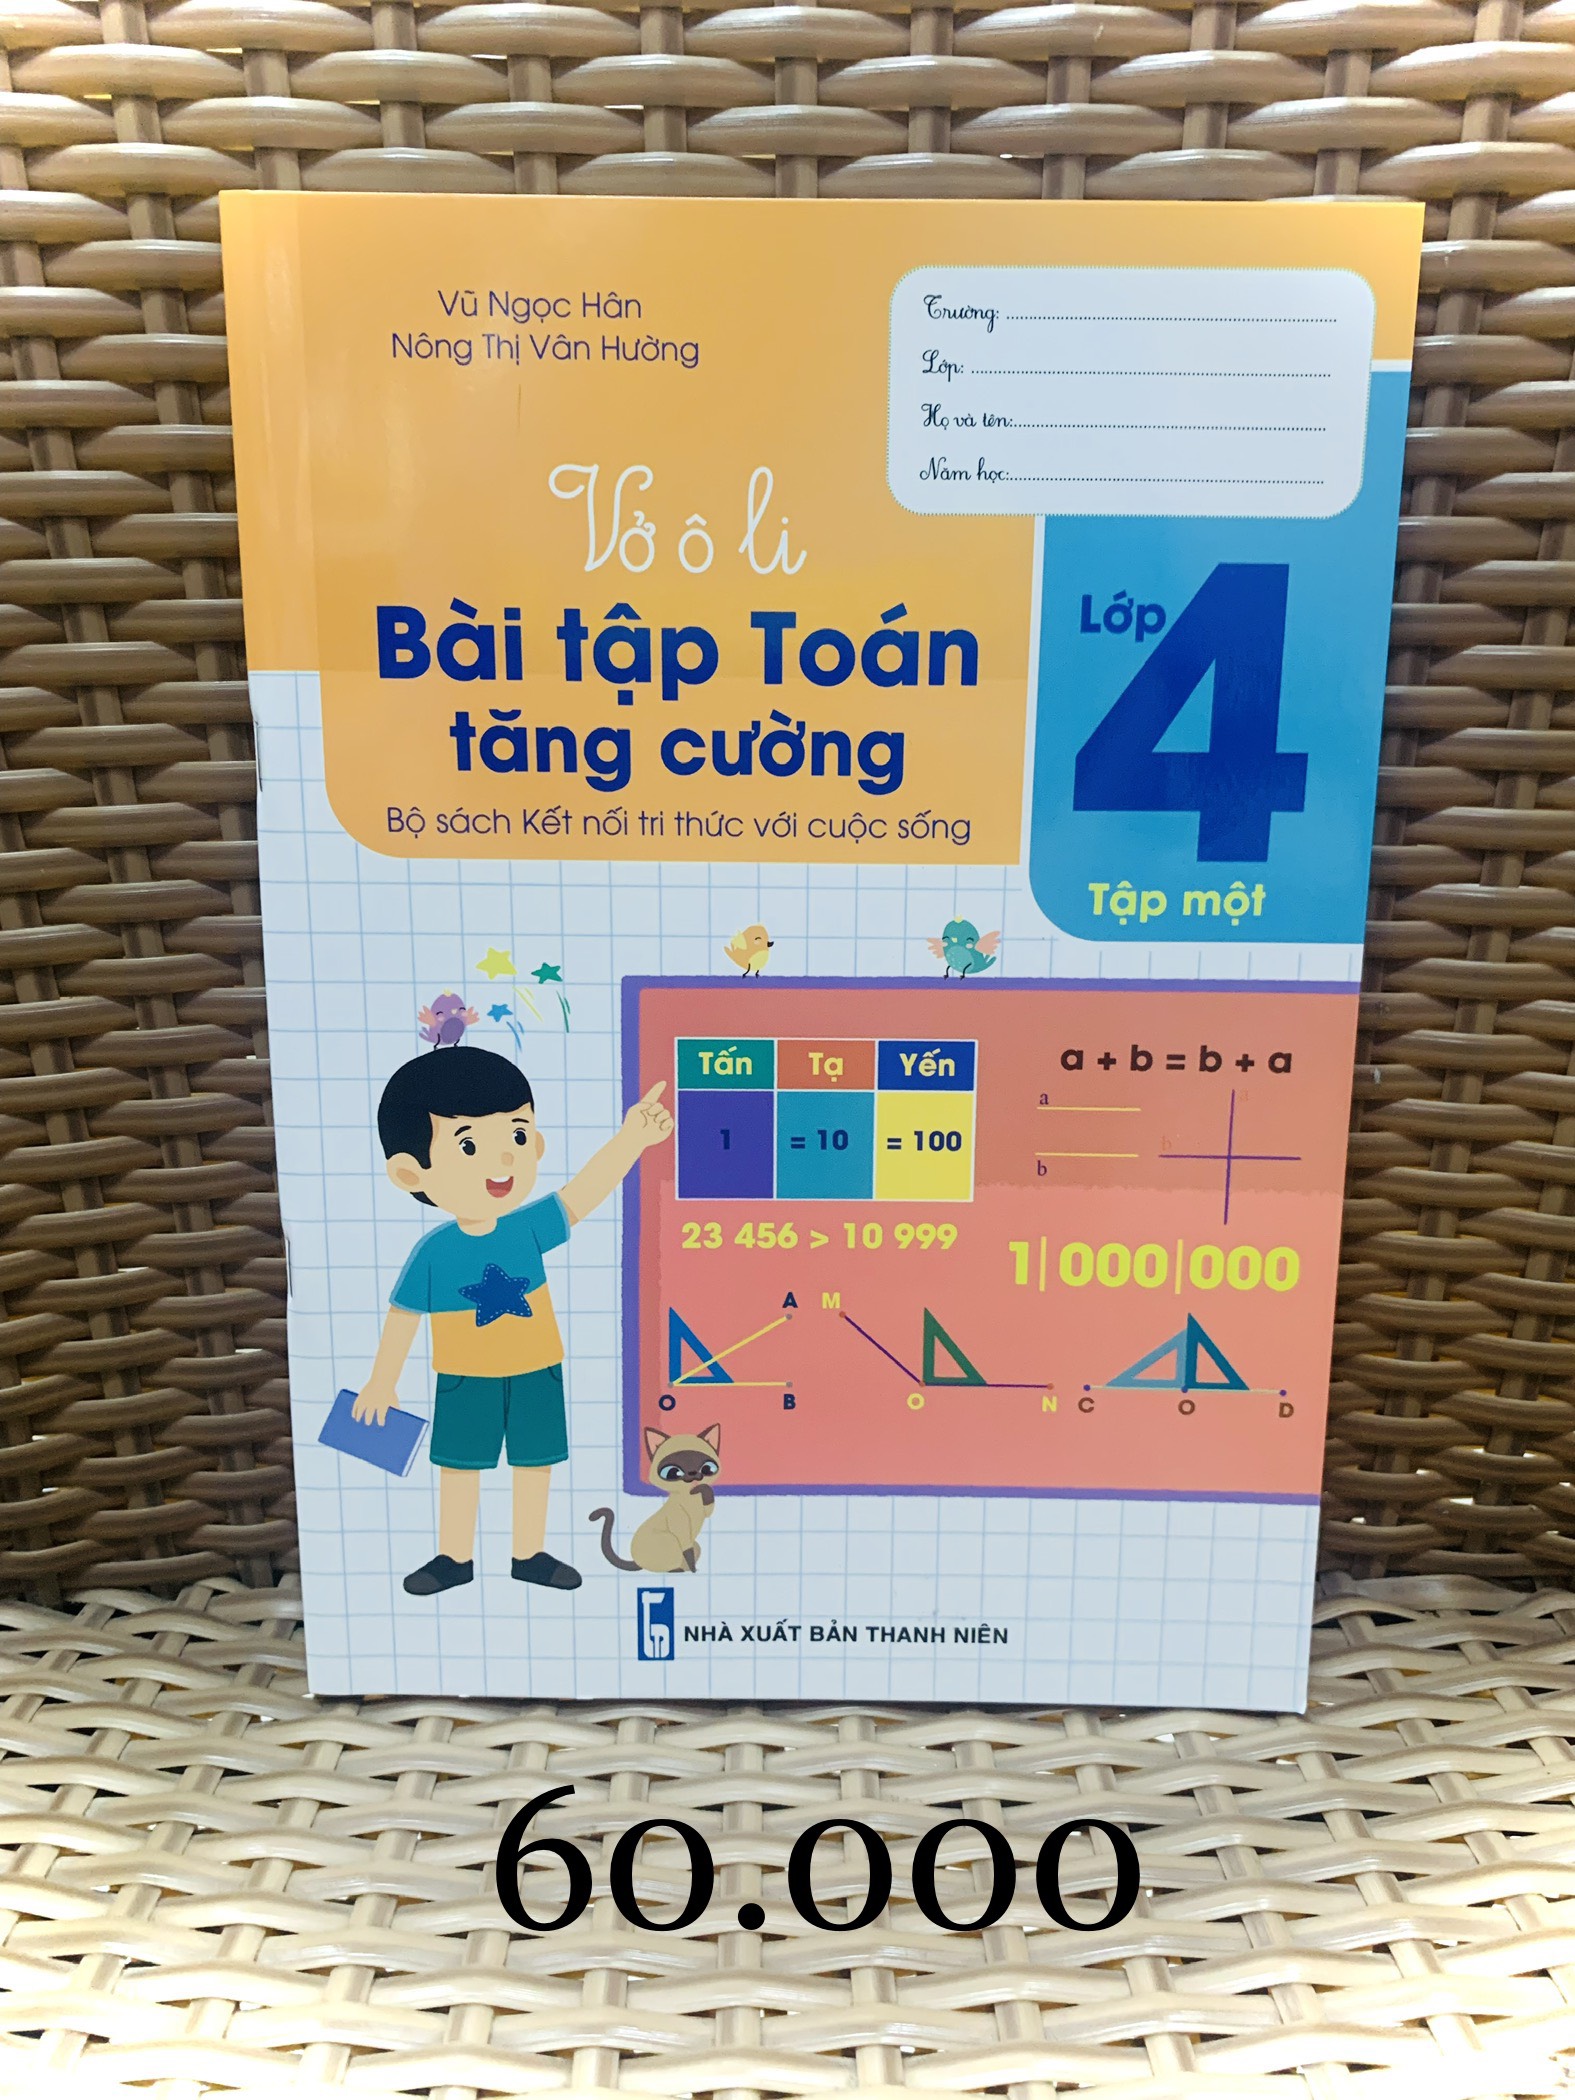 Vũ Ngọc Hân
Nông Thị Vân Hường
Trường:
Lớp:
Họ và tên:
Năm học:
Vở ô li
Bài tập Toán
tăng cường
Bộ sách Kết nối tri thức với cuộc sống
Lớp
4
Tập một
Tấn Tạ Yến
1 = 10 = 100
a + b = b + a
a
b
a
b
23 456 > 10 999
1|000|000
A
O B
M
O N
C O D
NHÀ XUẤT BẢN THANH NIÊN
60.000